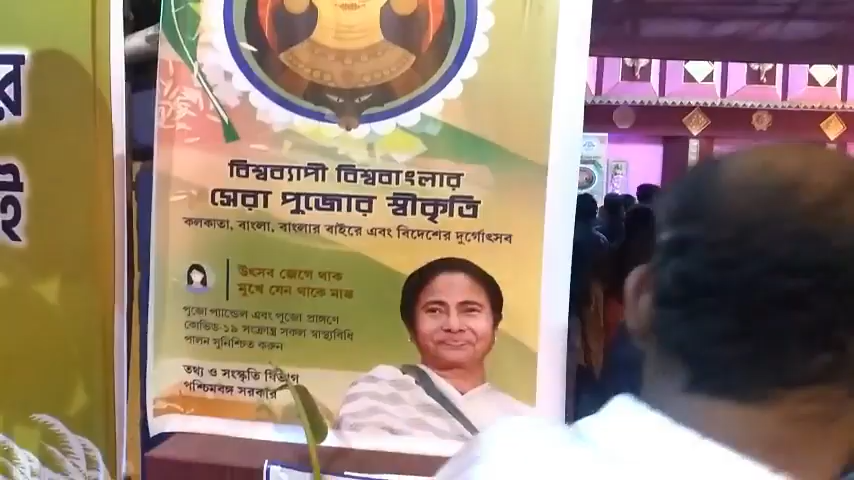 র
ই
বিশ্বব্যাপী বিশ্ববাংলার
সেরা পুজোর স্বীকৃতি
কলকাতা, বাংলা, বাংলার বাইরে এবং বিদেশের দুর্গোৎসব
উৎসব জেগে থাক
মুখে যেন থাকে মাস্ক
পুজো প্যান্ডেল এবং পুজো প্রাঙ্গণে
কোভিড-১৯ সংক্রান্ত সকল স্বাস্থ্যবিধি
পালন সুনিশ্চিত করুন
তথ্য ও সংস্কৃতি বিভাগ
পশ্চিমবঙ্গ সরকার